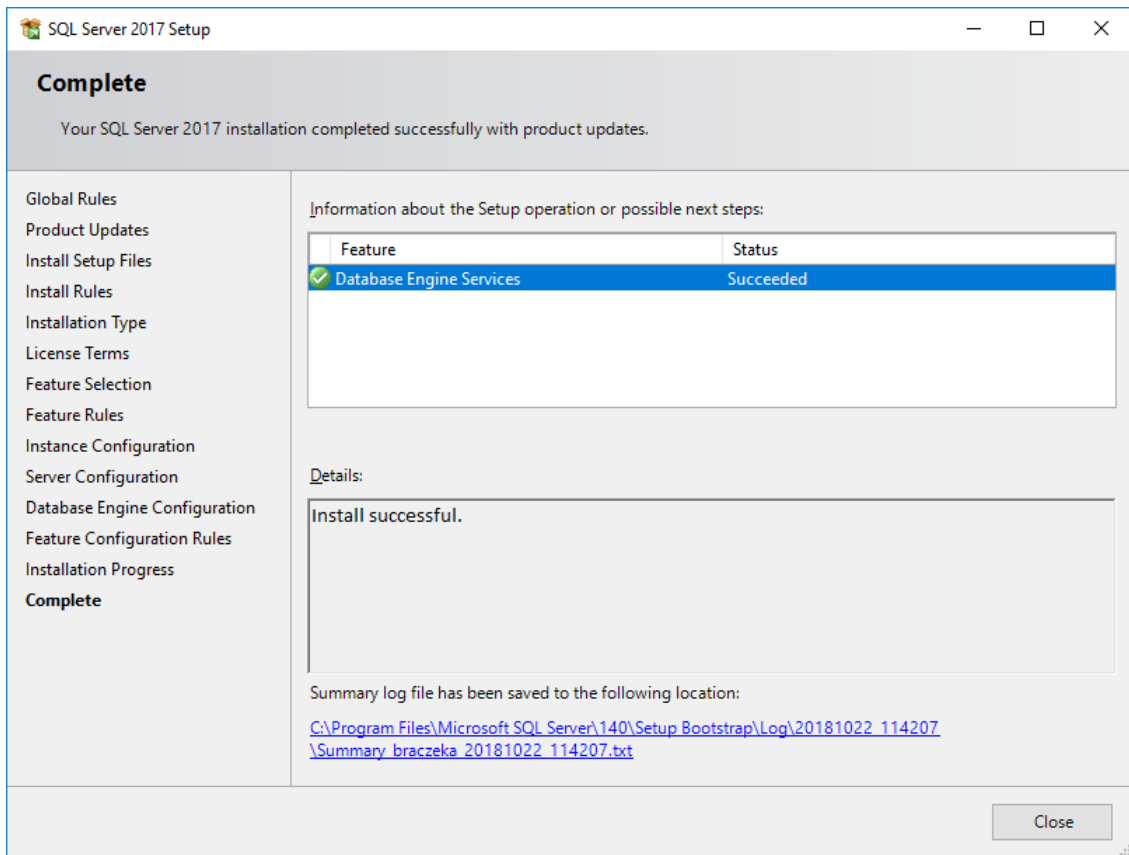 SQL Server 2017 Setup
Complete
Your SQL Server 2017 installation completed successfully with product updates.
Global Rules
Product Updates
Install Setup Files
Install Rules
Installation Type
License Terms
Feature Selection
Feature Rules
Instance Configuration
Server Configuration
Database Engine Configuration
Feature Configuration Rules
Installation Progress
Complete
Information about the Setup operation or possible next steps:
Feature Status
Database Engine Services Succeeded
Details:
Install successful.
Summary log file has been saved to the following location:
C:\Program Files\Microsoft SQL Server\140\Setup Bootstrap\Log\20181022_114207
\Summary_braczeka_20181022_114207.txt
Close